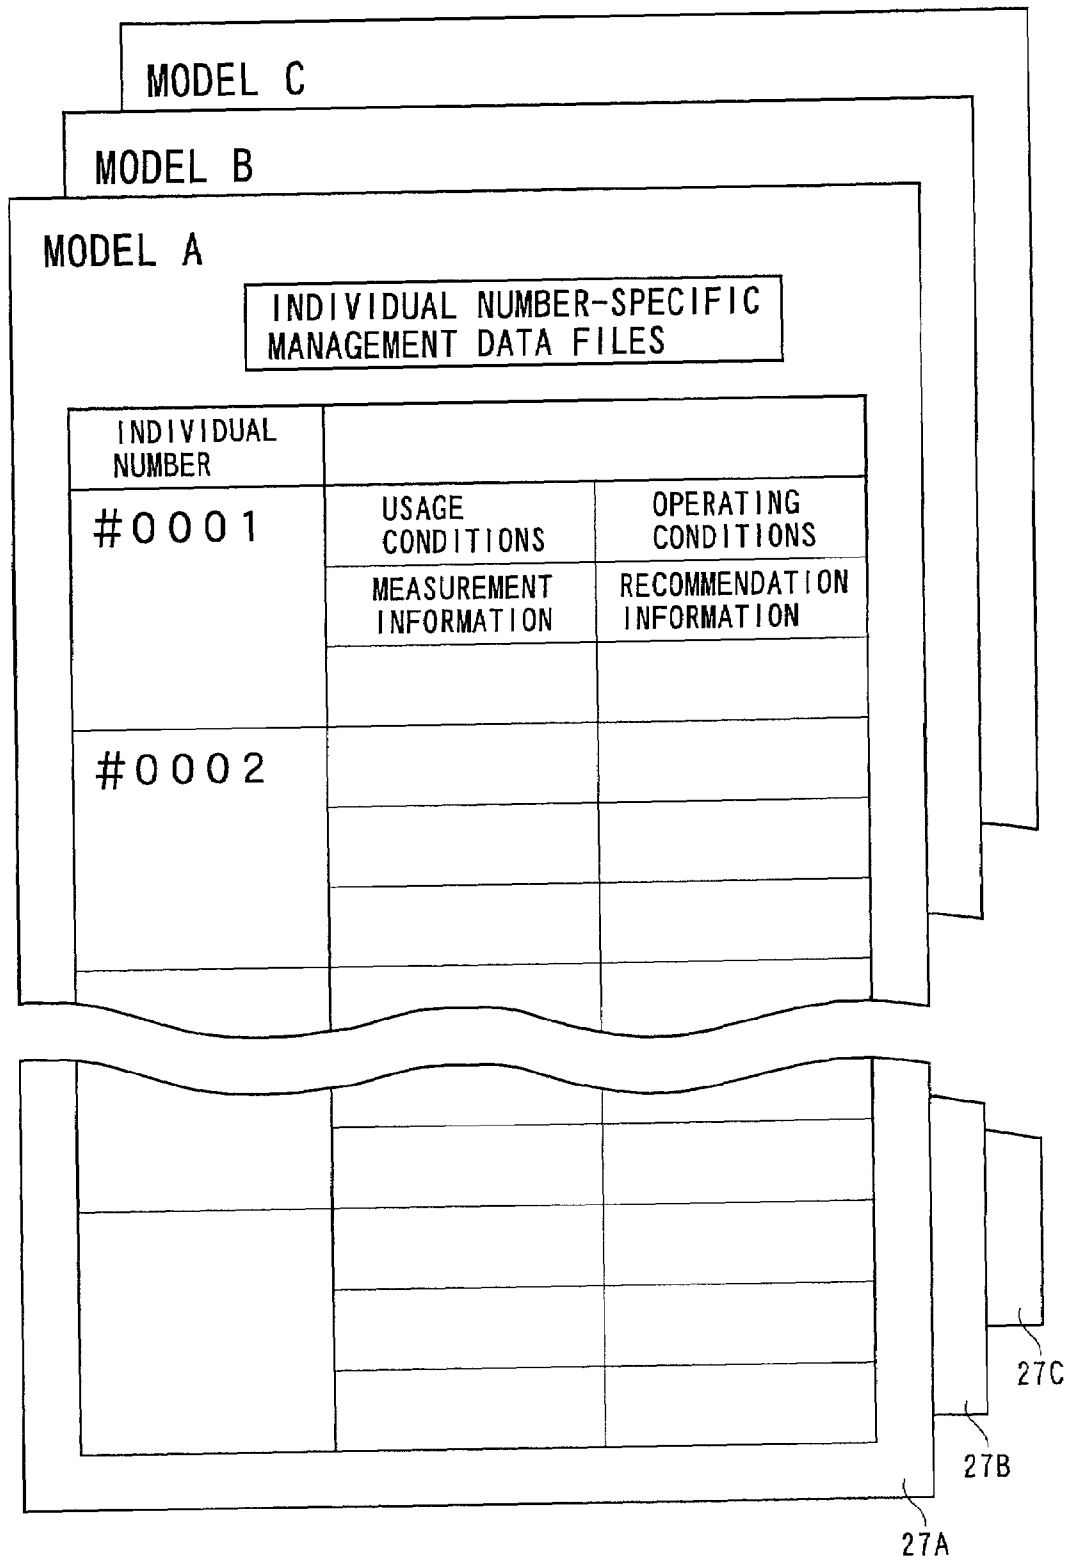 MODEL C
MODEL B
MODEL A
INDIVIDUAL NUMBER-SPECIFIC
MANAGEMENT DATA FILES
INDIVIDUAL
NUMBER
#0001
USAGE
CONDITIONS
OPERATING
CONDITIONS
MEASUREMENT
INFORMATION
RECOMMENDATION
INFORMATION
#0002
27C
27B
27A